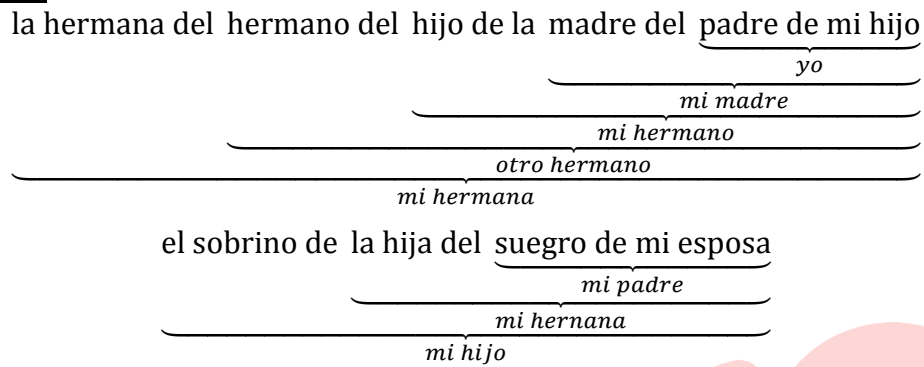 la hermana del hermano del hijo de la madre del padre de mi hijo
yo
mi madre
mi hermano
otro hermano
mi hermana
el sobrino de la hija del suegro de mi esposa
mi padre
mi hernana
mi hijo